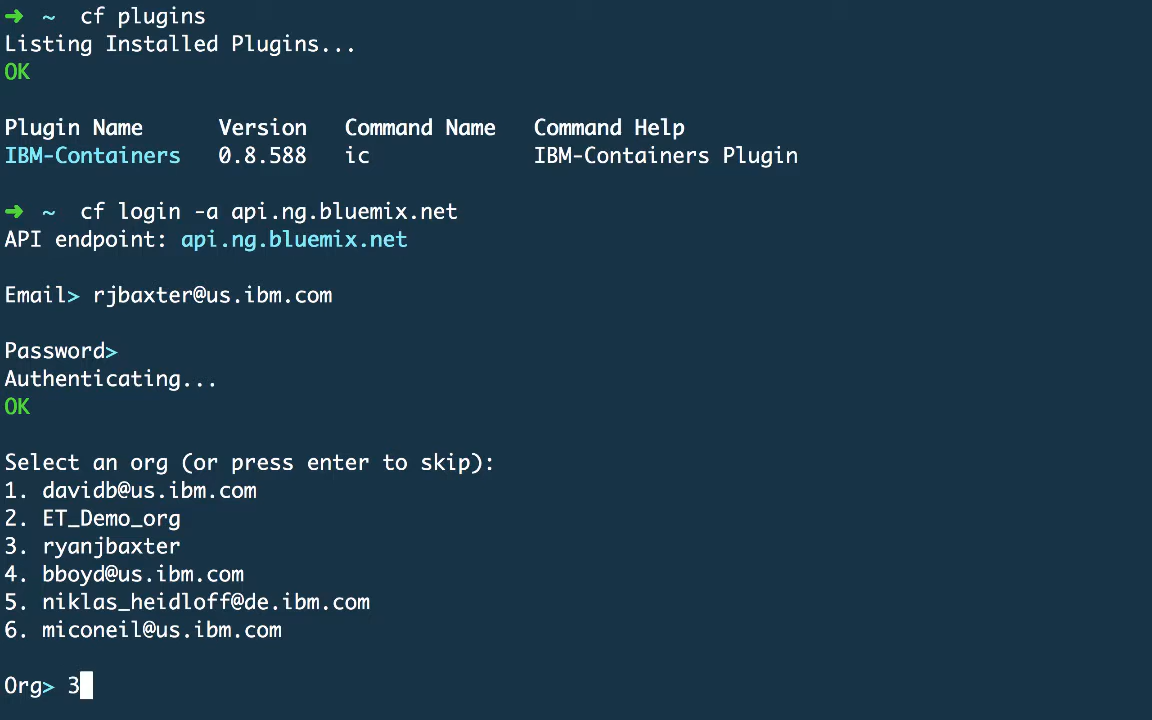 ➜ ~ cf plugins
Listing Installed Plugins...
OK
Plugin Name Version Command Name Command Help
IBM-Containers 0.8.588 ic IBM-Containers Plugin
➜ ~ cf login -a api.ng.bluemix.net
API endpoint: api.ng.bluemix.net
Email> rjbaxter@us.ibm.com
Password>
Authenticating...
OK
Select an org (or press enter to skip):
1. davidb@us.ibm.com
2. ET_Demo_org
3. ryanjbaxter
4. bboyd@us.ibm.com
5. niklas_heidloff@de.ibm.com
6. miconeil@us.ibm.com
Org> 3